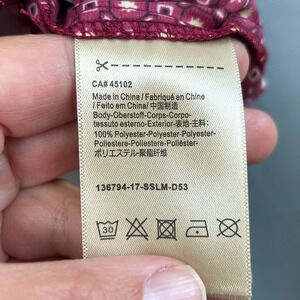 CA# 45102
Made in China / Fabriqué en Chine
/ Feito em China/ 中国制造
Body-Oberstoff-Corps-Corpo-
tessuto esterno-Exterior-表地-主料:
100% Polyester-Polyester-Polyester-
Poliestere-Poliestere-Poliéster-
ポリエステル-聚酯纤维
136794-17-SSLM-D53
30